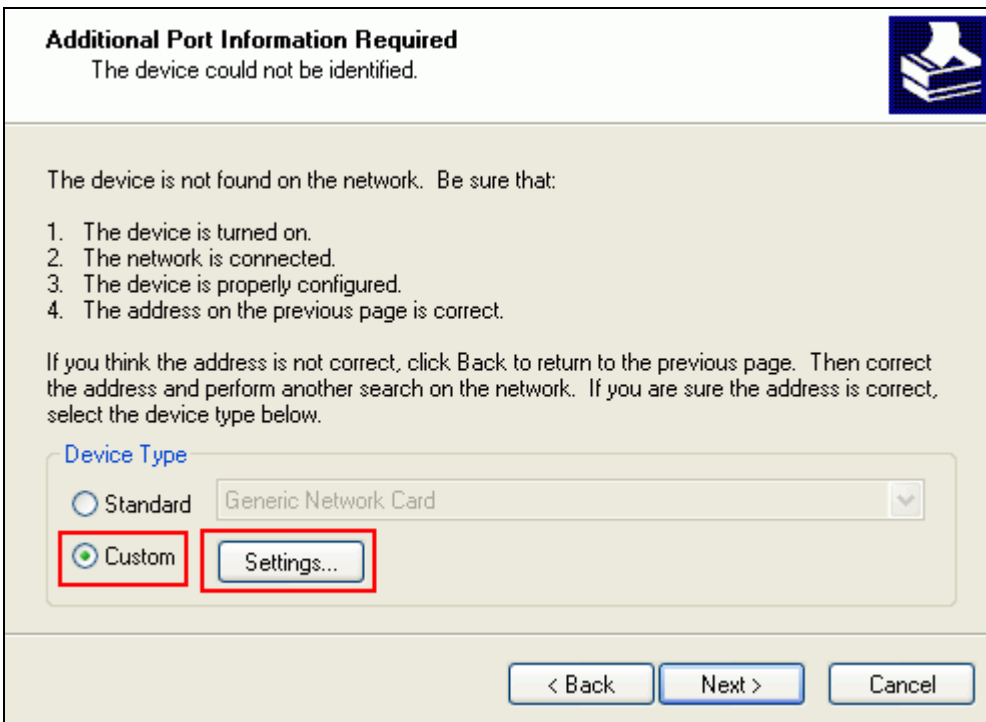 Additional Port Information Required
The device could not be identified.
The device is not found on the network. Be sure that:
1. The device is turned on.
2. The network is connected.
3. The device is properly configured.
4. The address on the previous page is correct.
If you think the address is not correct, click Back to return to the previous page. Then correct
the address and perform another search on the network. If you are sure the address is correct,
select the device type below.
Device Type
Standard Generic Network Card
Custom Settings...
< Back Next > Cancel